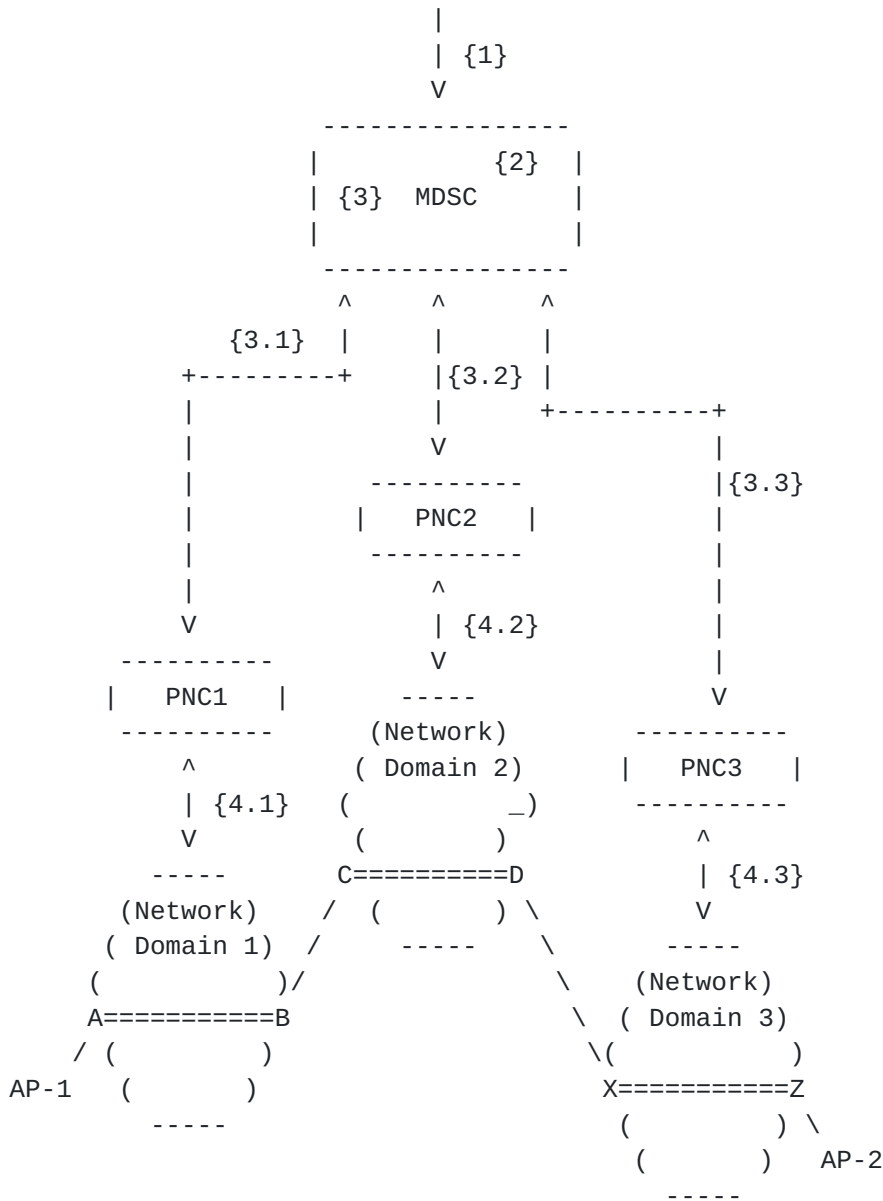 {1}
{2}
{3} MDSC
{3.1}
{3.2}
{3.3}
PNC2
{4.2}
PNC1
(Network)
( Domain 2)
PNC3
{4.1}
( _)
C==========D
{4.3}
(Network)
( Domain 1)
(Network)
A===========B
( Domain 3)
AP-1
X===========Z
AP-2